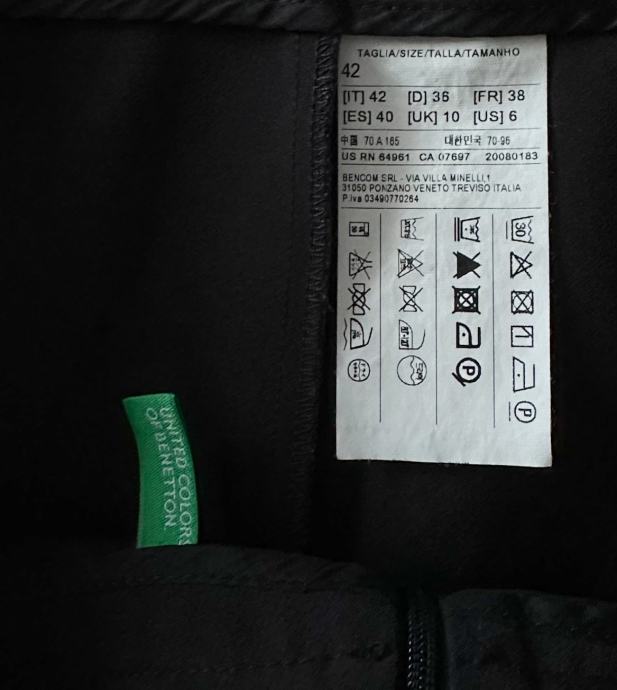 TAGLIA/SIZE/TALLA/TAMANHO
42
[IT] 42 [D] 36 [FR] 38
[ES] 40 [UK] 10 [US] 6
中国 70 A 165 대한민국 70-95
US RN 64961 CA 07697 20080183
BENCOM SRL - VIA VILLA MINELLI,1
31050 PONZANO VENETO TREVISO ITALIA
P.iva 03490770264
30
P
P
UNITED COLORS
OF BENETTON.